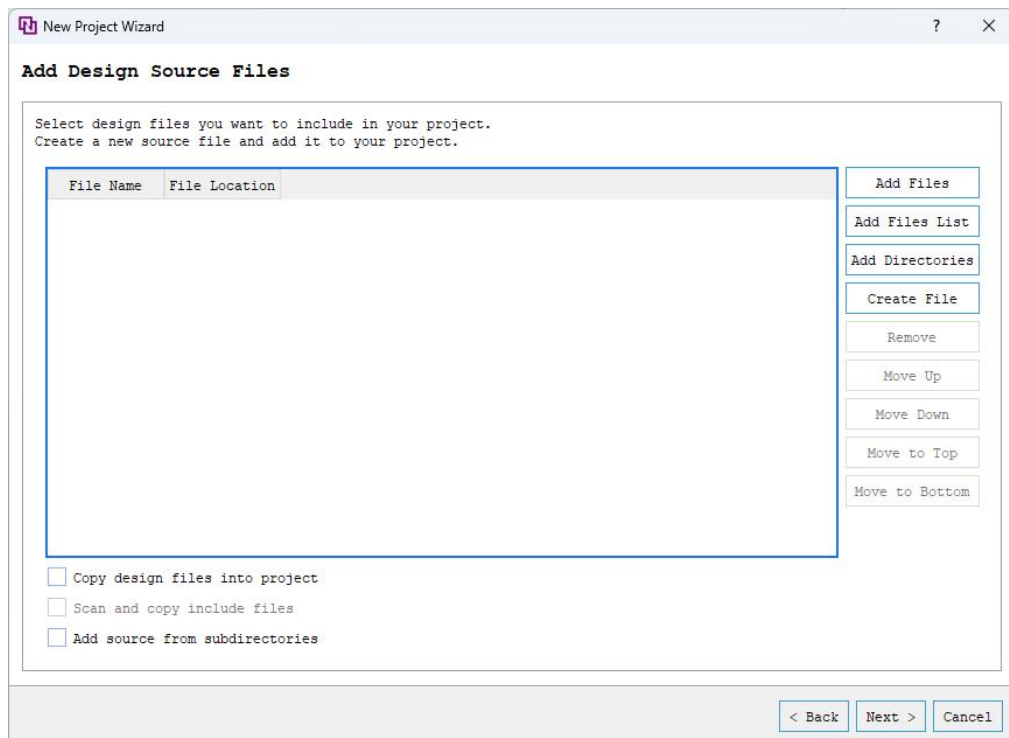 New Project Wizard
?
Add Design Source Files
Select design files you want to include in your project.
Create a new source file and add it to your project.
File Name File Location
Add Files
Add Files List
Add Directories
Create File
Remove
Move Up
Move Down
Move to Top
Move to Bottom
Copy design files into project
Scan and copy include files
Add source from subdirectories
< Back Next > Cancel